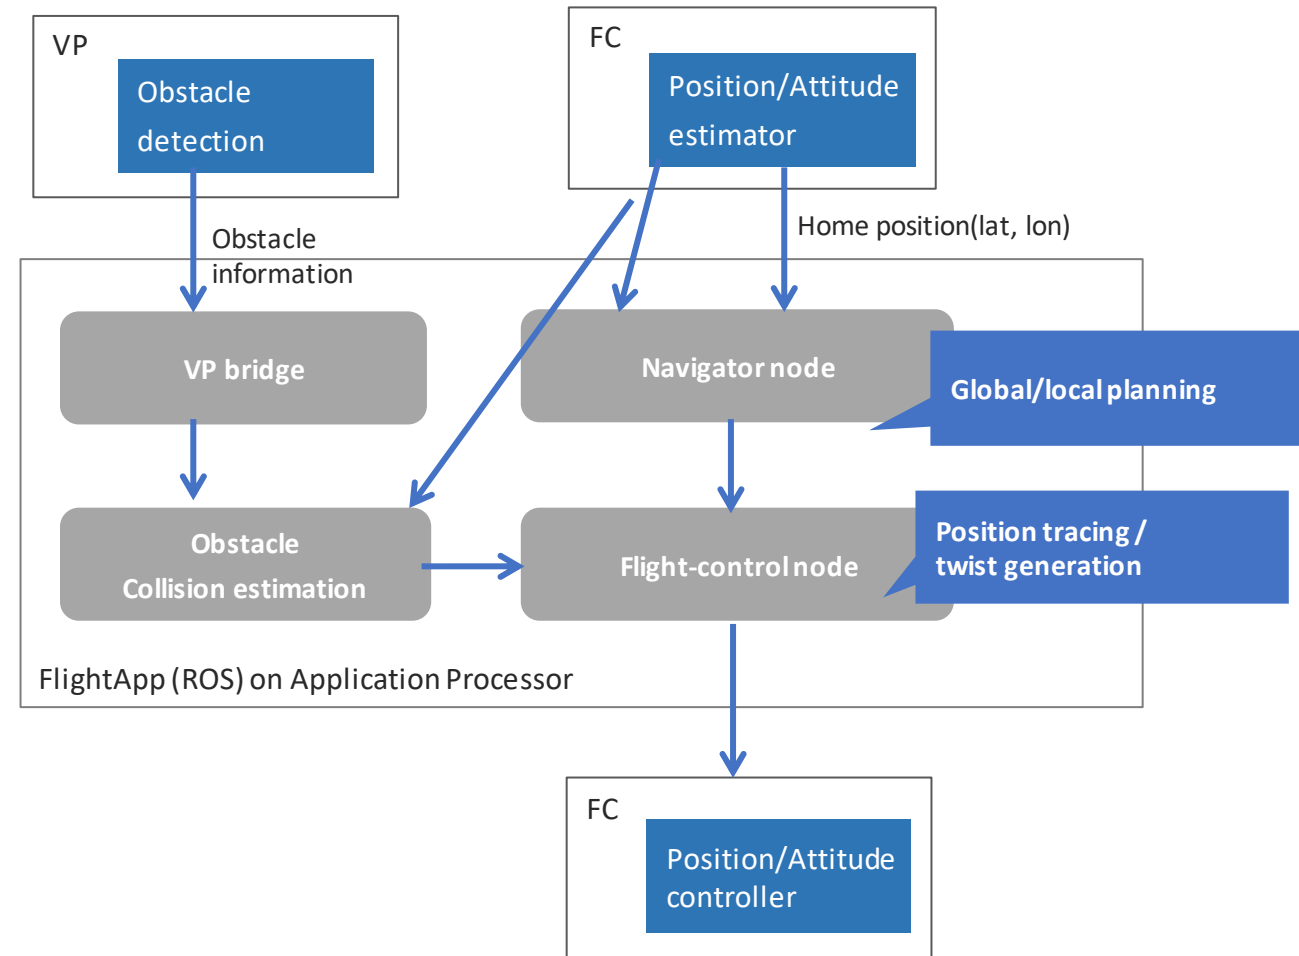 VP
Obstacle
detection
FC
Position/Attitude
estimator
Obstacle
information
Home position(lat, lon)
VP bridge
Navigator node
Global/local planning
Obstacle
Collision estimation
Flight-control node
Position tracing /
twist generation
FlightApp (ROS) on Application Processor
FC
Position/Attitude
controller